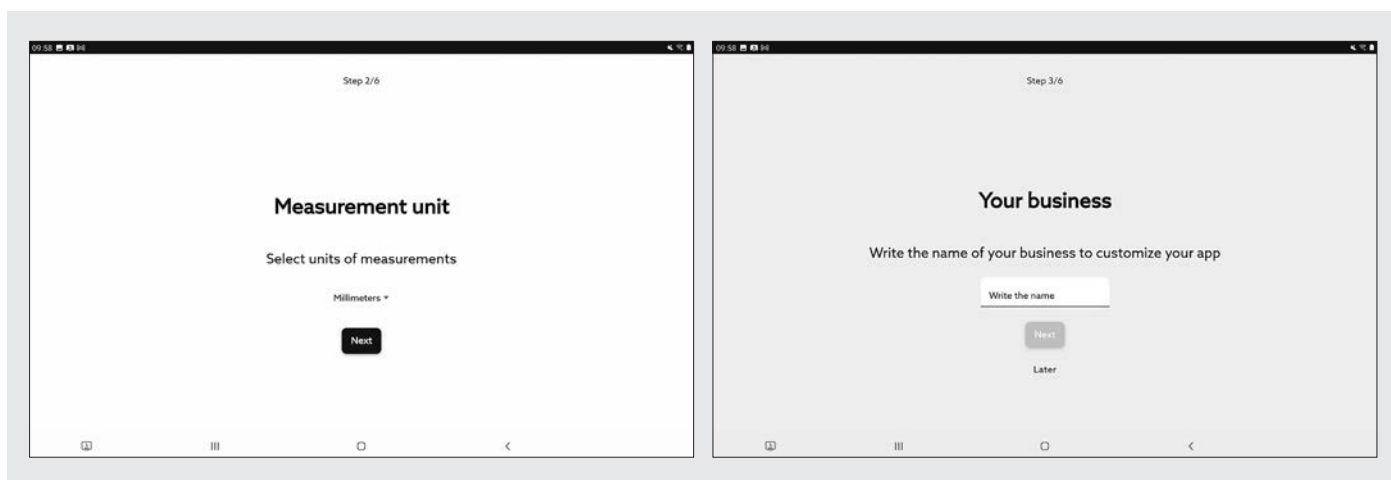 09:58
Step 2/6
Measurement unit
Select units of measurements
Millimeters
Next
09:58
Step 3/6
Your business
Write the name of your business to customize your app
Write the name
Next
Later